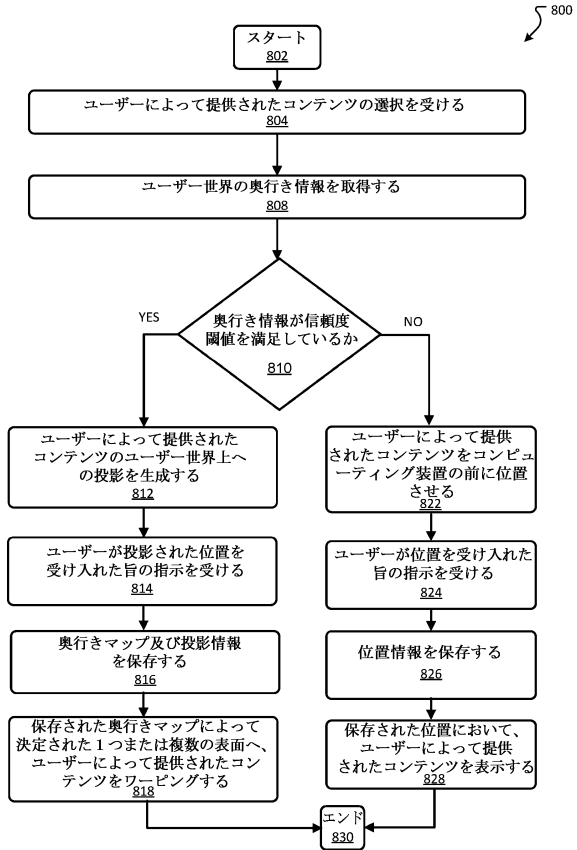 800
スタート
802
ユーザーによって提供されたコンテンツの選択を受ける
804
ユーザー世界の奥行き情報を取得する
808
奥行き情報が信頼度
閾値を満足しているか
810
YES
NO
ユーザーによって提供された
コンテンツのユーザー世界上へ
の投影を生成する
812
ユーザーが投影された位置を
受け入れた旨の指示を受ける
814
奥行きマップ及び投影情報
を保存する
816
保存された奥行きマップによって
決定された１つまたは複数の表面へ、
ユーザーによって提供されたコン
テンツをワーピングする
818
ユーザーによって提供
されたコンテンツをコンピュ
ーティング装置の前に位置
させる
822
ユーザーが位置を受け入れた
旨の指示を受ける
824
位置情報を保存する
826
保存された位置において、
ユーザーによって提供
されたコンテンツを表示する
828
エンド
830